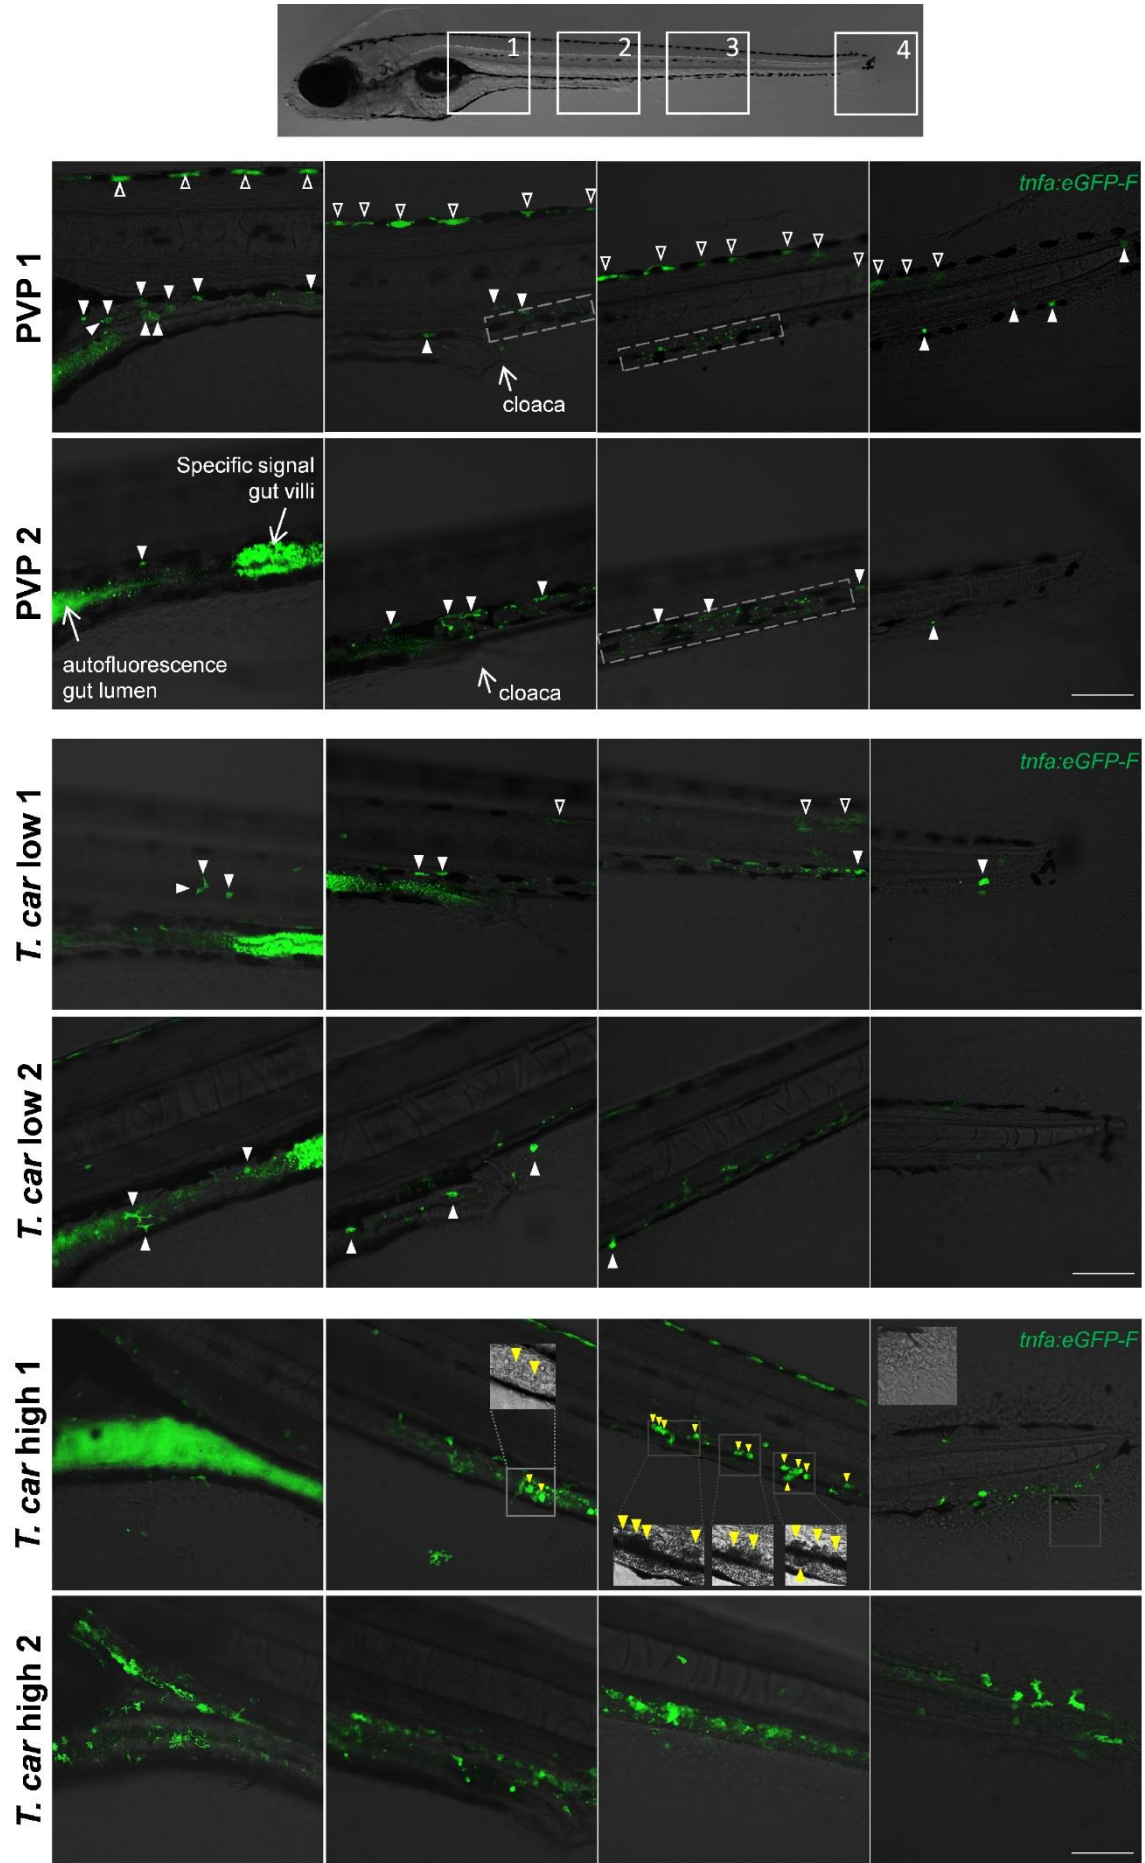 1
2
3
4
PVP 1
tnfa:eGFP-F
cloaca
PVP 2
Specific signal
gut villi
autofluorescence
gut lumen
cloaca
T. car low 1
tnfa:eGFP-F
T. car low 2
T. car high 1
tnfa:eGFP-F
T. car high 2